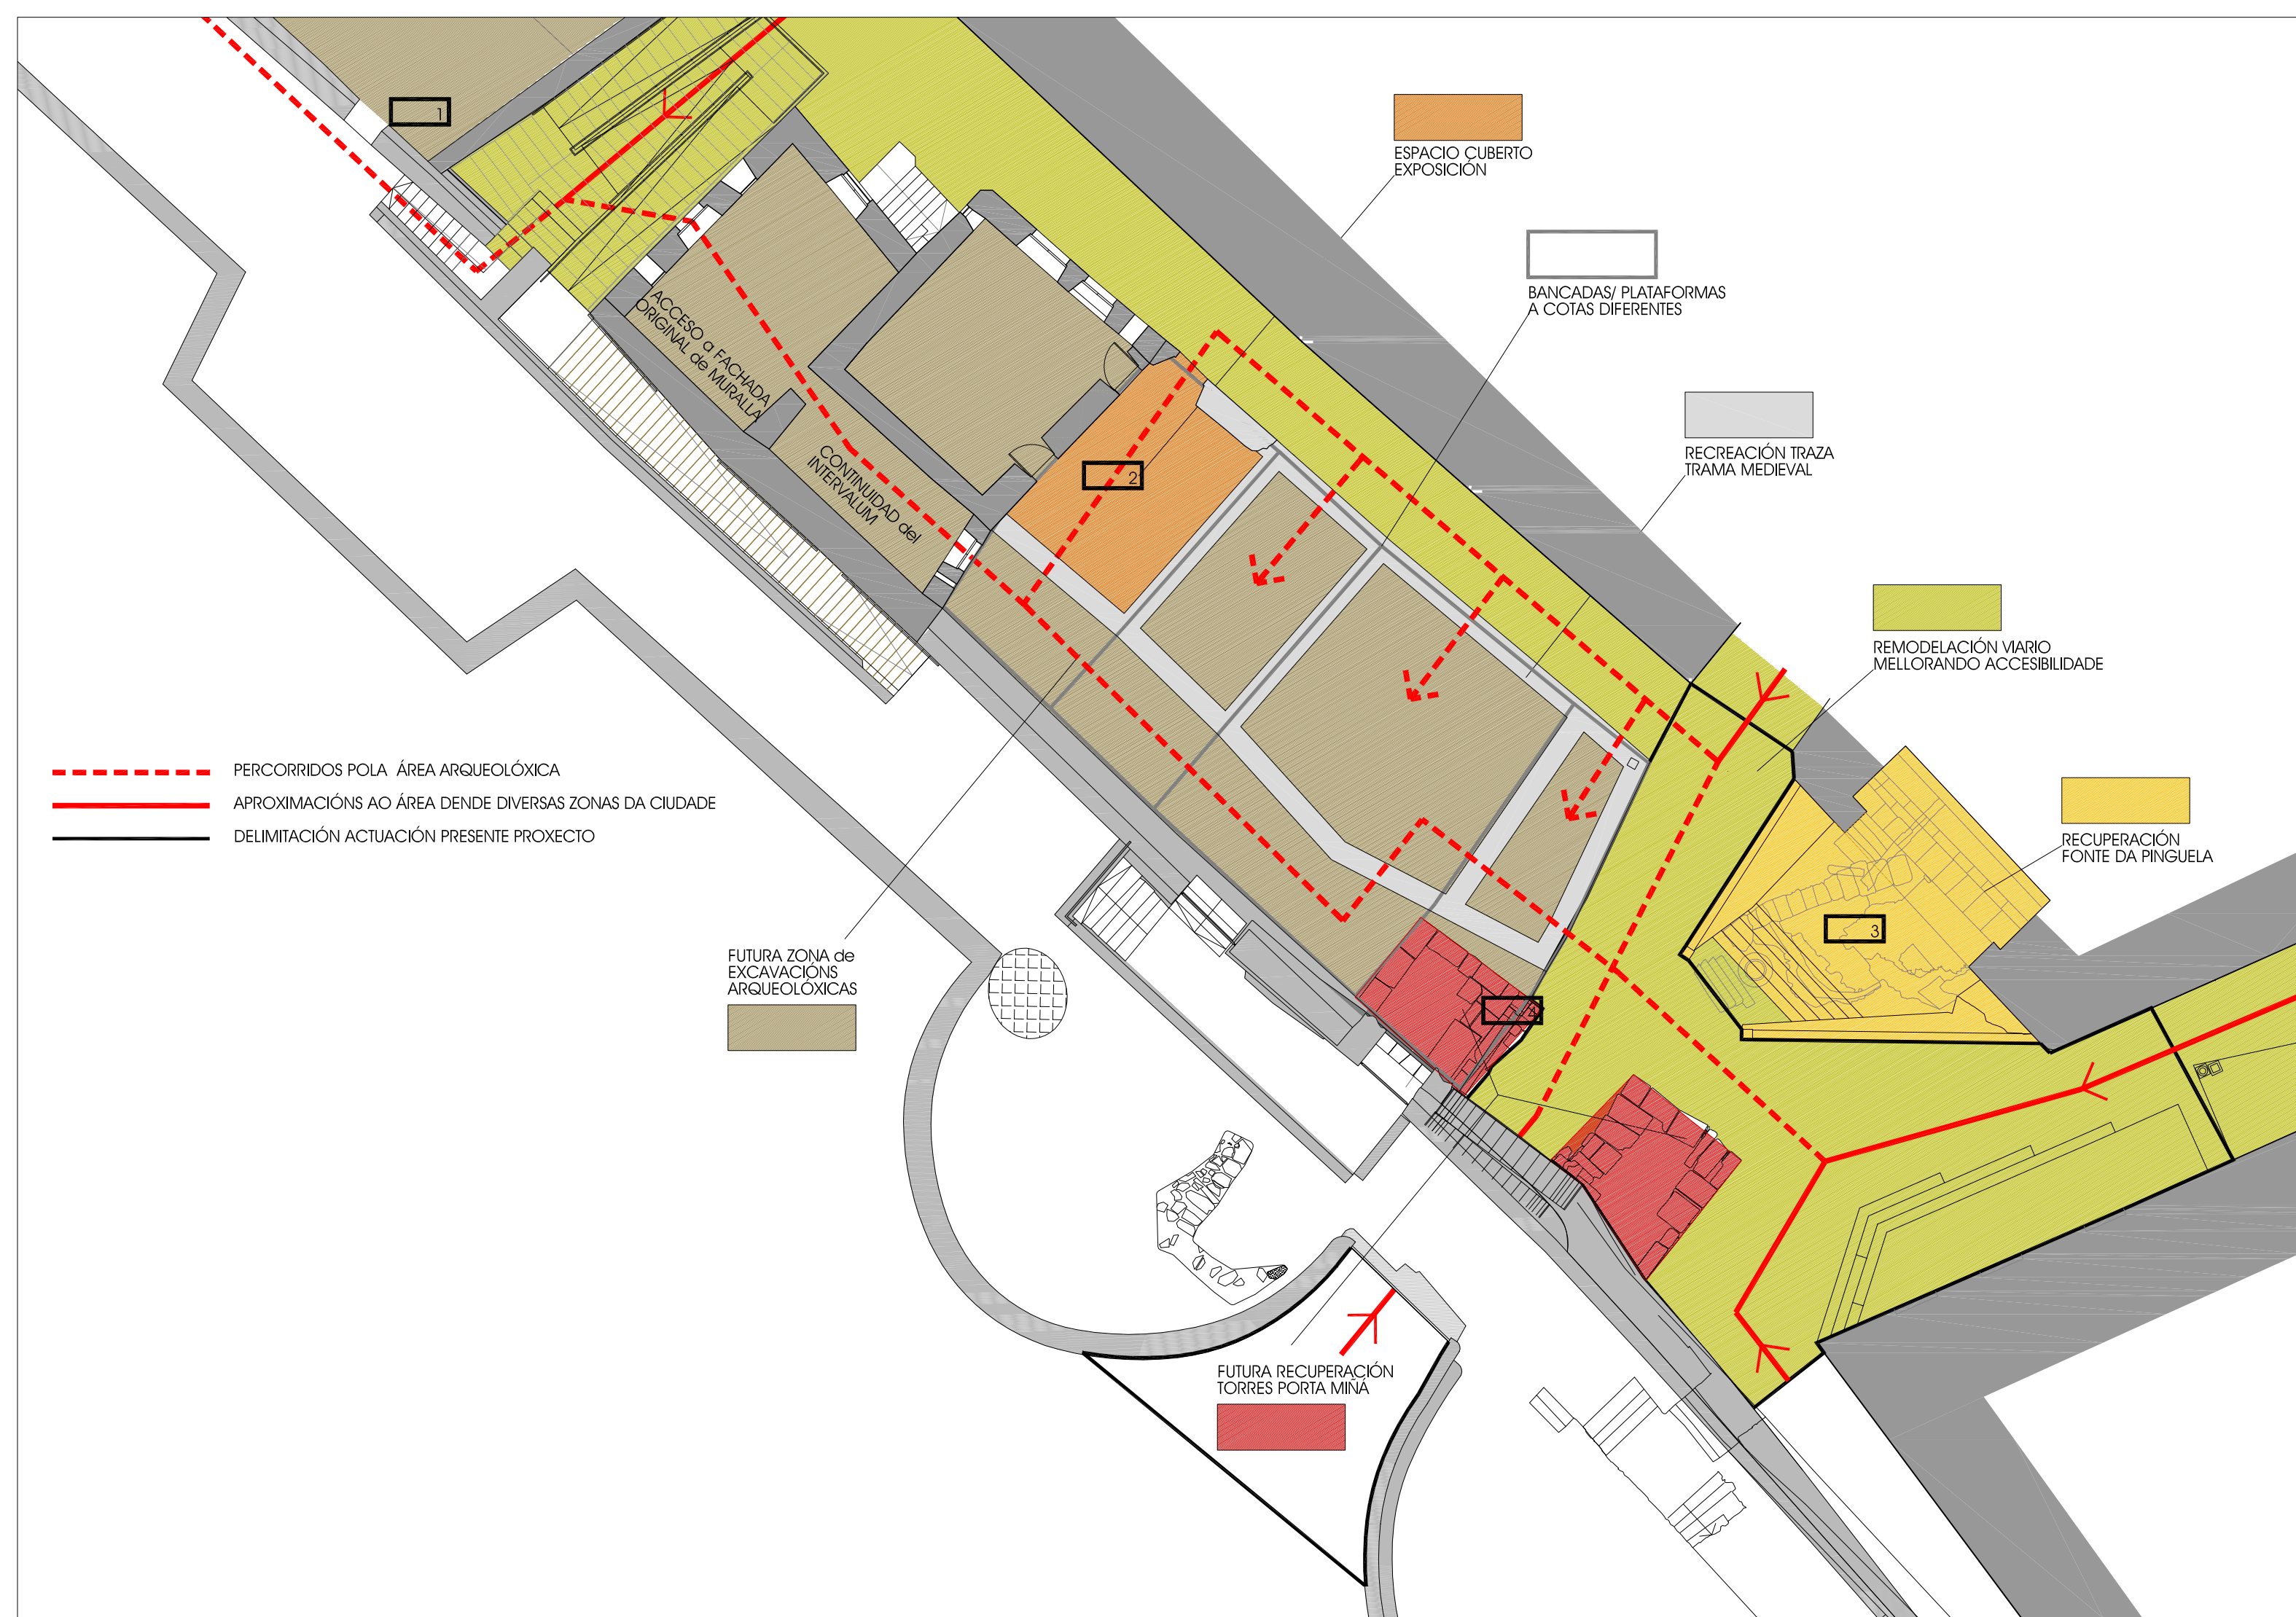 1
ESPACIO CUBERTO
EXPOSICIÓN
BANCADAS/ PLATAFORMAS
A COTAS DIFERENTES
ACCESO a FACHADA
ORIGINAL de MURALLA
CONTINUIDAD del
INTERVALUM
2
RECREACIÓN TRAZA
TRAMA MEDIEVAL
REMODELACIÓN VIARIO
MELLORANDO ACCESIBILIDADE
PERCORRIDOS POLA ÁREA ARQUEOLÓXICA
APROXIMACIÓNS AO ÁREA DENDE DIVERSAS ZONAS DA CIUDADE
DELIMITACIÓN ACTUACIÓN PRESENTE PROXECTO
RECUPERACIÓN
FONTE DA PINGUELA
3
FUTURA ZONA de
EXCAVACIÓNS
ARQUEOLÓXICAS
4
FUTURA RECUPERACIÓN
TORRES PORTA MIÑÁ